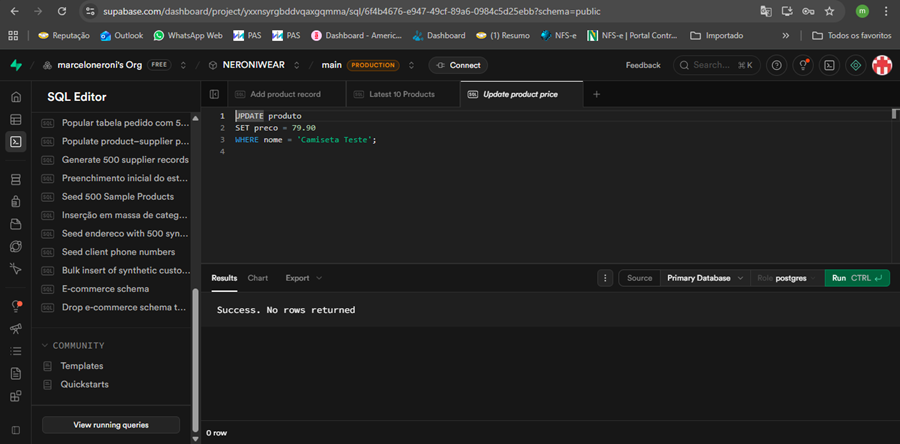 supabase.com/dashboard/project/yxxnsyrgbddvqaxgqmma/sql/6f4b4676-e947-49cf-89a6-0984c5d25ebb?schema=public
m
Reputação Outlook WhatsApp Web PAS PAS Dashboard - Americ... Dashboard (1) Resumo NFS-e NFS-e | Portal Contr... Importado » Todos os favoritos
marceloneroni's Org FREE NERONIWEAR main PRODUCTION Connect Feedback Search... ⌘K
SQL Editor
Add product record
Latest 10 Products
Update product price
Popular tabela pedido com 5...
Populate product–supplier p...
Generate 500 supplier records
Preenchimento inicial do est...
Seed 500 Sample Products
Inserção em massa de categ...
Seed endereco with 500 syn...
Seed client phone numbers
Bulk insert of synthetic custo...
E-commerce schema
Drop e-commerce schema t...
COMMUNITY
Templates
Quickstarts
View running queries
1 UPDATE produto
2 SET preco = 79.90
3 WHERE nome = 'Camiseta Teste';
4
Results Chart Export Source Primary Database Role postgres Run CTRL
Success. No rows returned
0 row